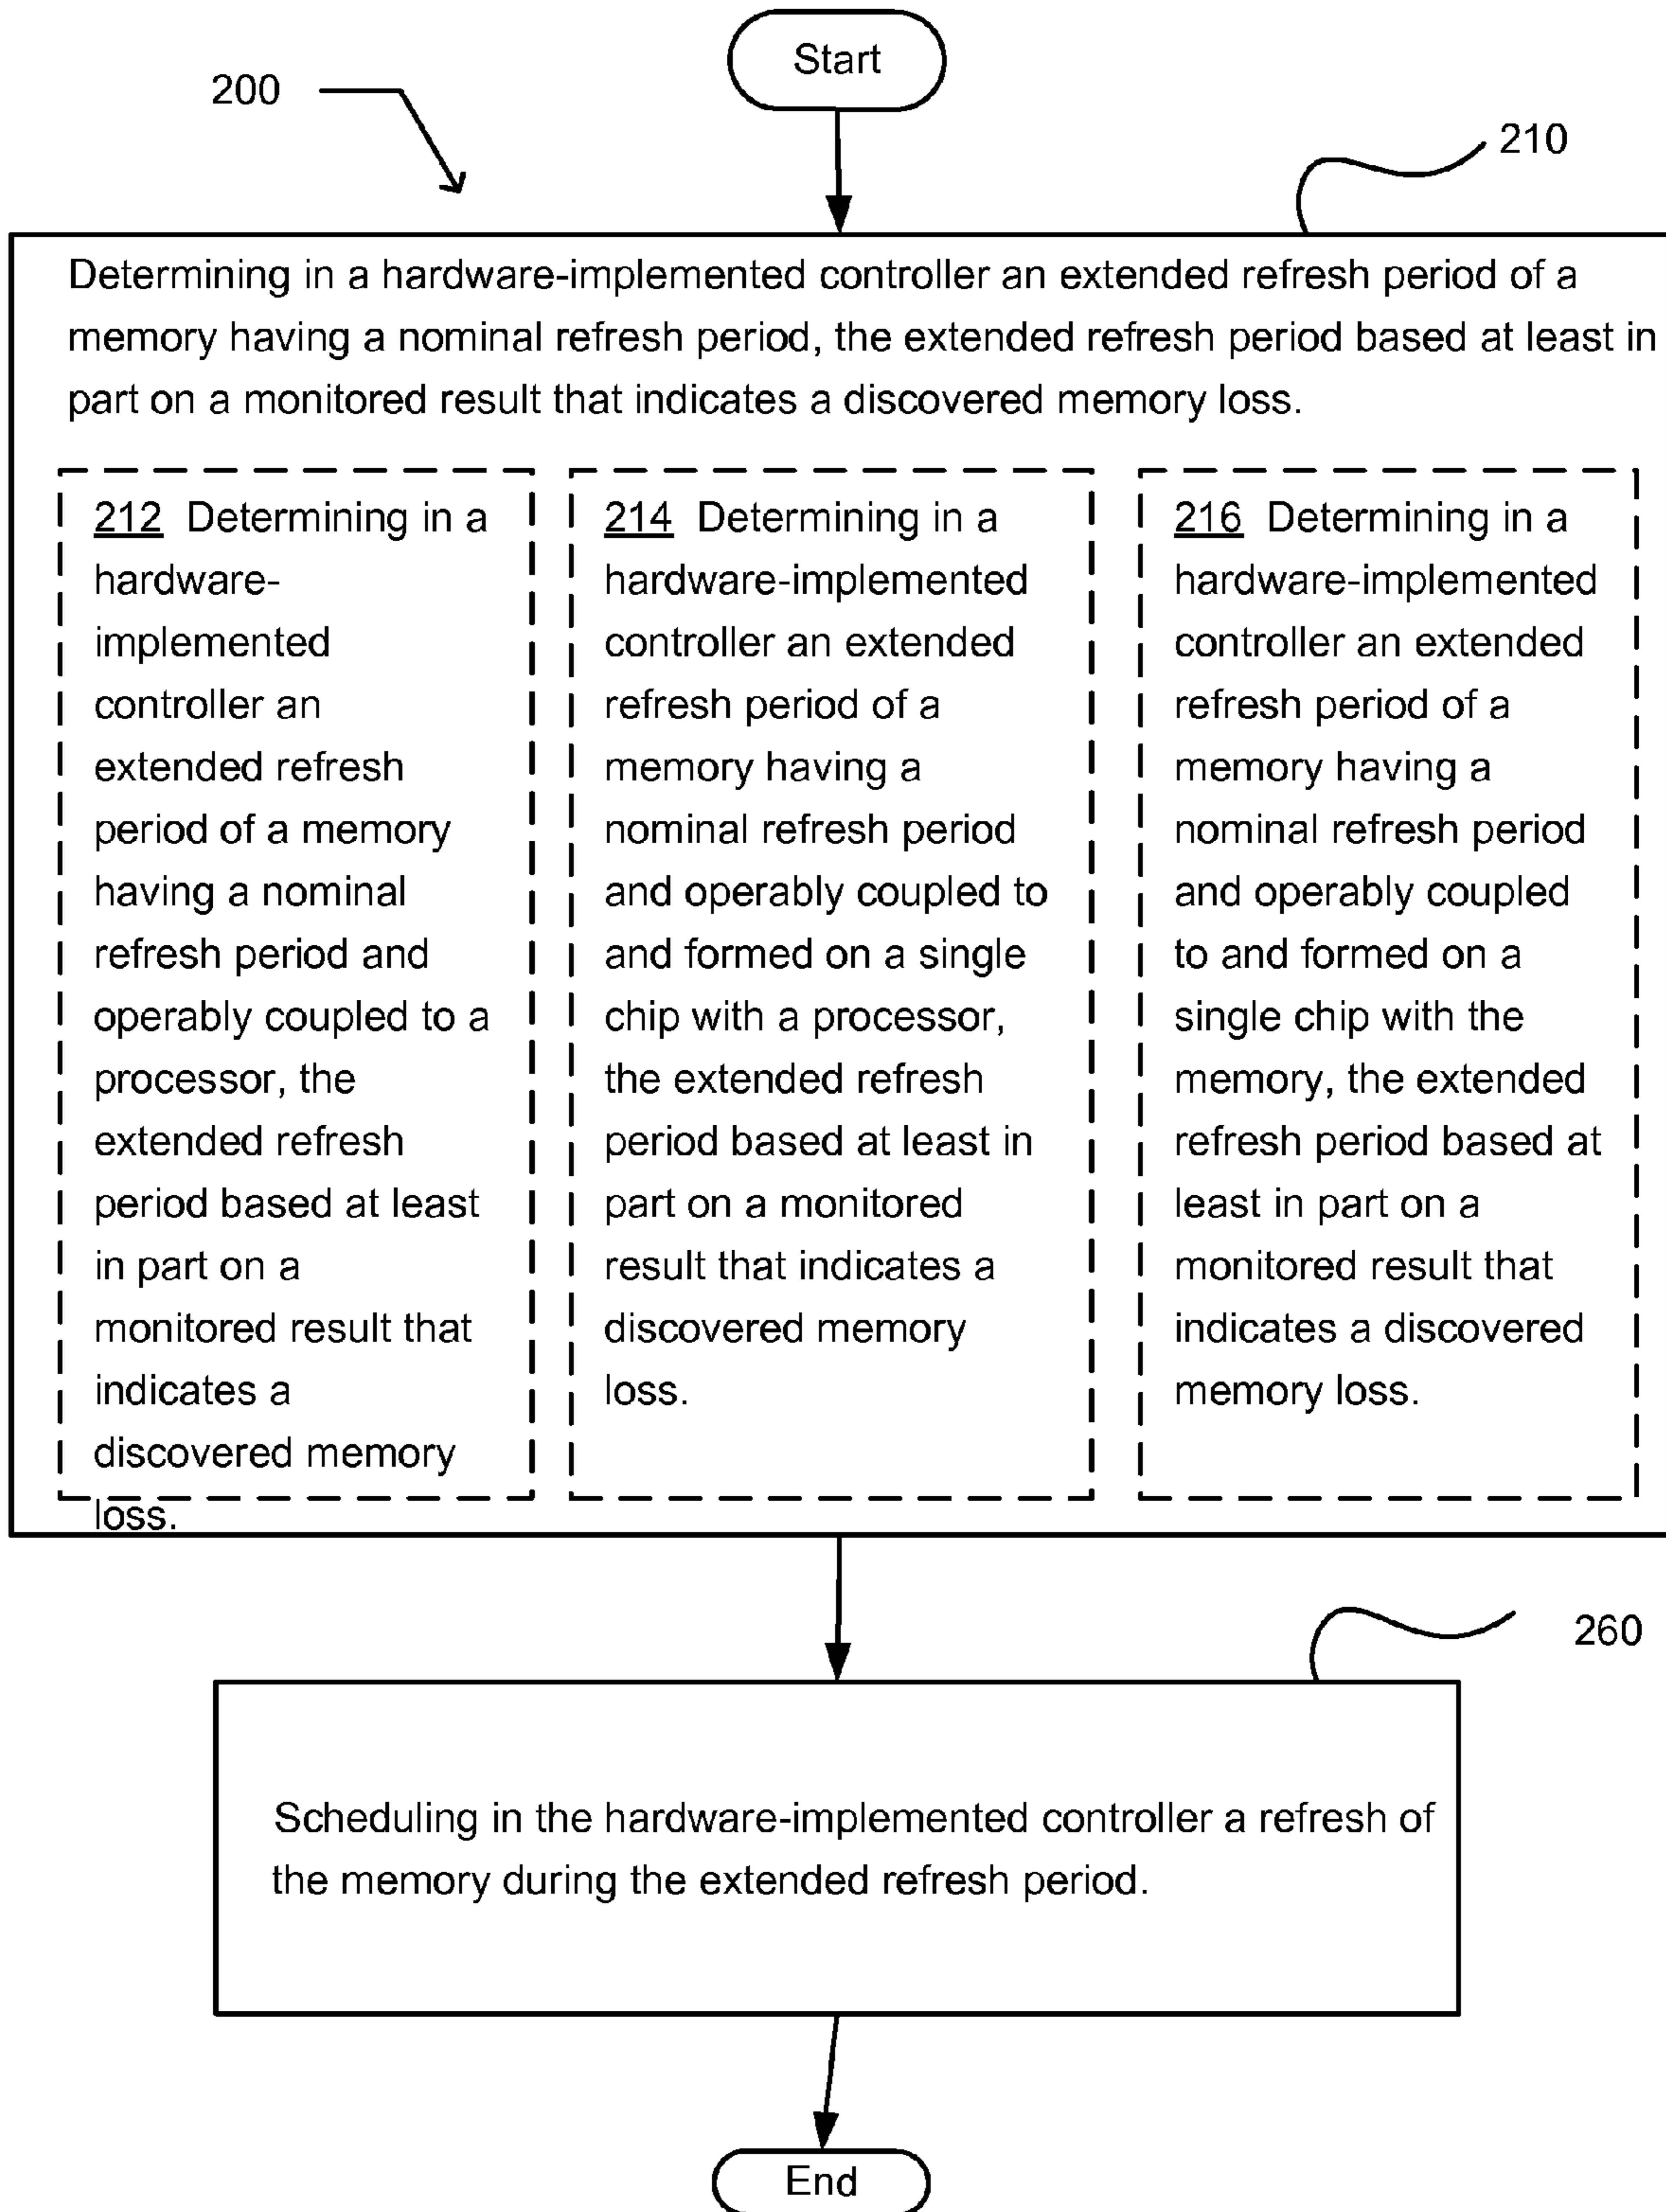 Start
200
210
Determining in a hardware-implemented controller an extended refresh period of a
memory having a nominal refresh period, the extended refresh period based at least in
part on a monitored result that indicates a discovered memory loss.
212 Determining in a
hardware-
implemented
controller an
extended refresh
period of a memory
having a nominal
refresh period and
operably coupled to a
processor, the
extended refresh
period based at least
in part on a
monitored result that
indicates a
discovered memory
loss.
214 Determining in a
hardware-implemented
controller an extended
refresh period of a
memory having a
nominal refresh period
and operably coupled to
and formed on a single
chip with a processor,
the extended refresh
period based at least in
part on a monitored
result that indicates a
discovered memory
loss.
216 Determining in a
hardware-implemented
controller an extended
refresh period of a
memory having a
nominal refresh period
and operably coupled
to and formed on a
single chip with the
memory, the extended
refresh period based at
least in part on a
monitored result that
indicates a discovered
memory loss.
260
Scheduling in the hardware-implemented controller a refresh of
the memory during the extended refresh period.
End